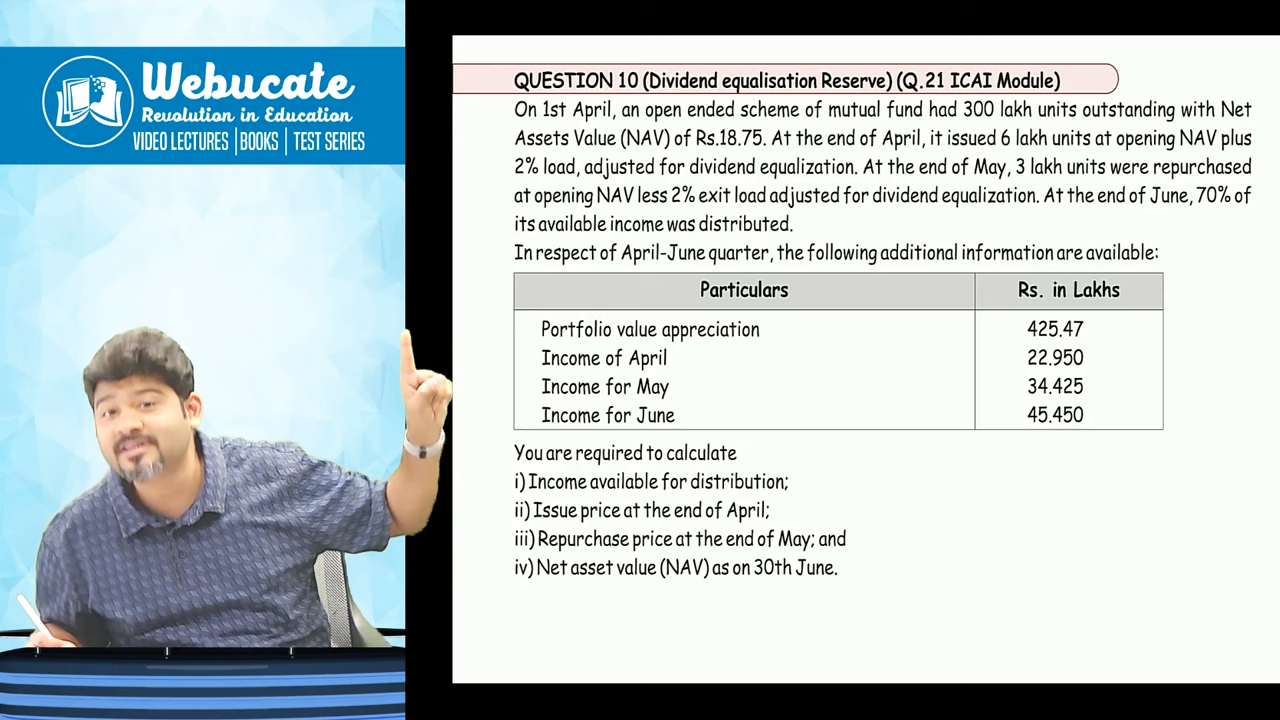 Webucate
Revolution in Education
VIDEO LECTURES | BOOKS | TEST SERIES
QUESTION 10 (Dividend equalisation Reserve) (Q.21 ICAI Module)
On 1st April, an open ended scheme of mutual fund had 300 lakh units outstanding with Net
Assets Value (NAV) of Rs.18.75. At the end of April, it issued 6 lakh units at opening NAV plus
2% load, adjusted for dividend equalization. At the end of May, 3 lakh units were repurchased
at opening NAV less 2% exit load adjusted for dividend equalization. At the end of June, 70% of
its available income was distributed.
In respect of April-June quarter, the following additional information are available:
Particulars Rs. in Lakhs
Portfolio value appreciation 425.47
Income of April 22.950
Income for May 34.425
Income for June 45.450
You are required to calculate
i) Income available for distribution;
ii) Issue price at the end of April;
iii) Repurchase price at the end of May; and
iv) Net asset value (NAV) as on 30th June.